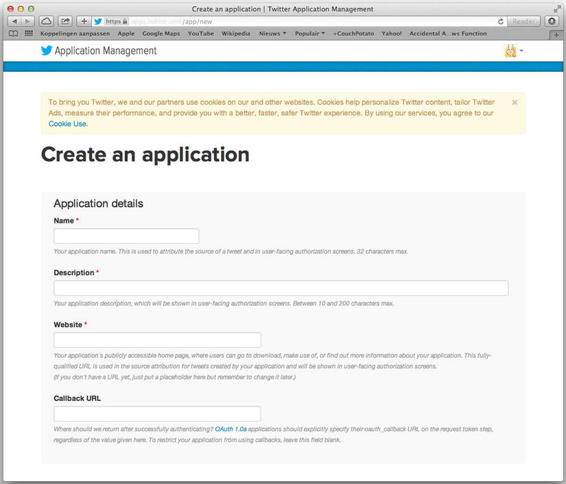 Create an application | Twitter Application Management
https
/app/new
Reader
Koppelingen aanpassen Apple Google Maps YouTube Wikipedia Nieuws Populair +CouchPotato Yahoo! Accidental A...ws Function
Application Management
To bring you Twitter, we and our partners use cookies on our and other websites. Cookies help personalize Twitter content, tailor Twitter
Ads, measure their performance, and provide you with a better, faster, safer Twitter experience. By using our services, you agree to our
Cookie Use.
×
Create an application
Application details
Name *
Your application name. This is used to attribute the source of a tweet and in user-facing authorization screens. 32 characters max.
Description *
Your application description, which will be shown in user-facing authorization screens. Between 10 and 200 characters max.
Website *
Your application's publicly accessible home page, where users can go to download, make use of, or find out more information about your application. This fully-
qualified URL is used in the source attribution for tweets created by your application and will be shown in user-facing authorization screens.
(If you don't have a URL yet, just put a placeholder here but remember to change it later.)
Callback URL
Where should we return after successfully authenticating? OAuth 1.0a applications should explicitly specify their oauth_callback URL on the request token step,
regardless of the value given here. To restrict your application from using callbacks, leave this field blank.